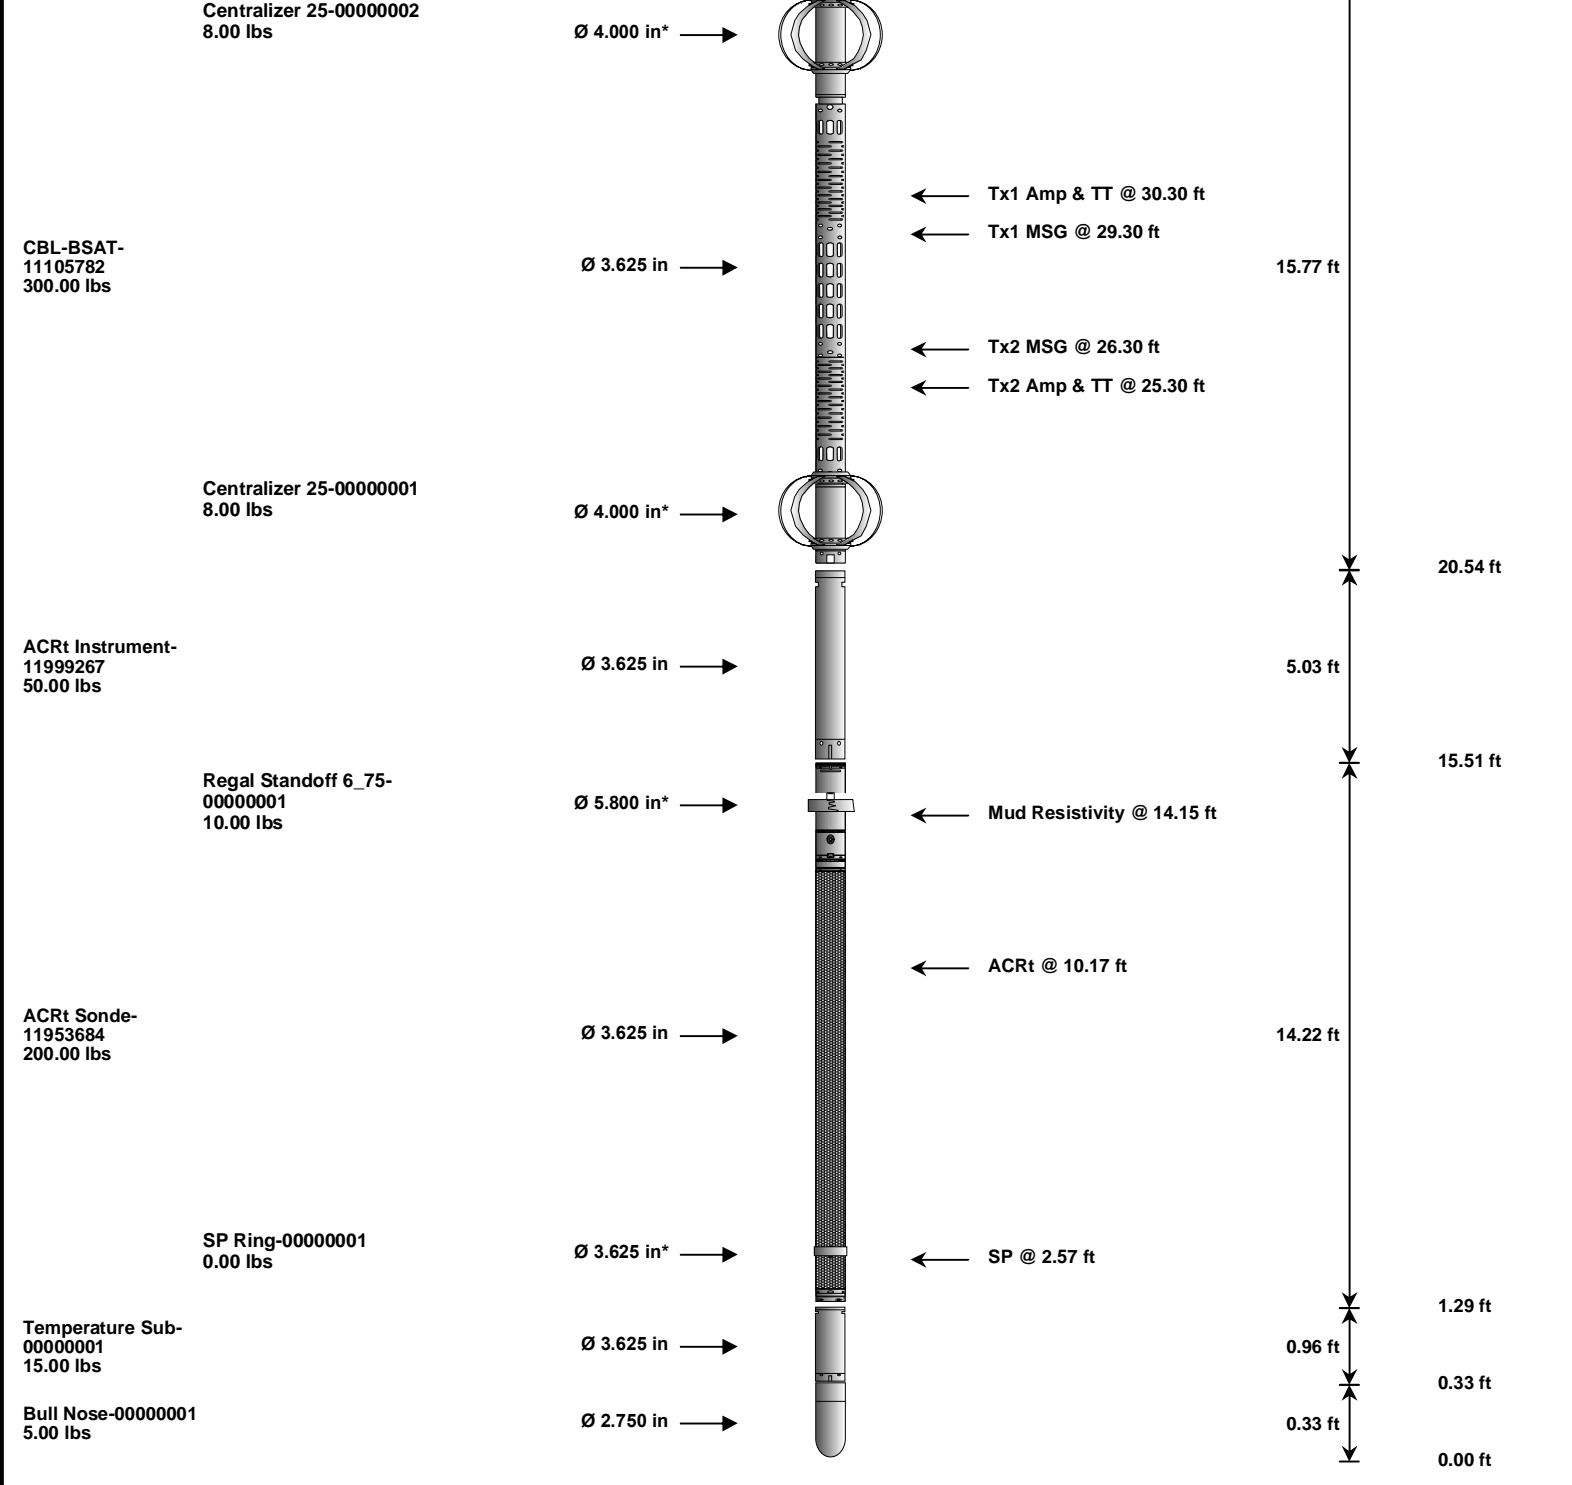 Centralizer 25-00000002
8.00 lbs
Ø 4.000 in*
Tx1 Amp & TT @ 30.30 ft
Tx1 MSG @ 29.30 ft
CBL-BSAT-
11105782
300.00 lbs
Ø 3.625 in
15.77 ft
Tx2 MSG @ 26.30 ft
Tx2 Amp & TT @ 25.30 ft
Centralizer 25-00000001
8.00 lbs
Ø 4.000 in*
20.54 ft
ACRt Instrument-
11999267
50.00 lbs
Ø 3.625 in
5.03 ft
15.51 ft
Regal Standoff 6_75-
00000001
10.00 lbs
Ø 5.800 in*
Mud Resistivity @ 14.15 ft
ACRt @ 10.17 ft
ACRt Sonde-
11953684
200.00 lbs
Ø 3.625 in
14.22 ft
SP Ring-00000001
0.00 lbs
Ø 3.625 in*
SP @ 2.57 ft
1.29 ft
Temperature Sub-
00000001
15.00 lbs
Ø 3.625 in
0.96 ft
0.33 ft
Bull Nose-00000001
5.00 lbs
Ø 2.750 in
0.33 ft
0.00 ft